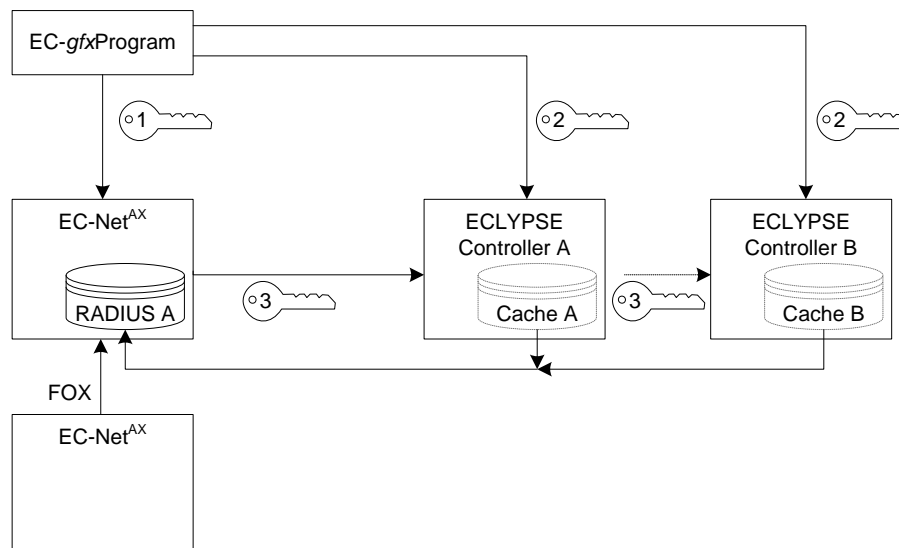 EC-gfxProgram
1
2
2
EC-NetAX
ECLYPSE
Controller A
ECLYPSE
Controller B
RADIUS A
3
Cache A
3
Cache B
FOX
EC-NetAX